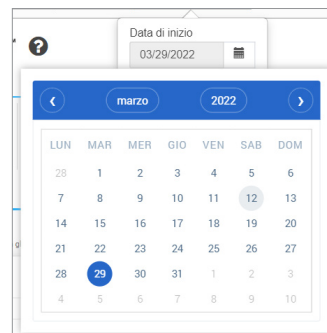 Data di inizio
?
03/29/2022
marzo 2022
LUN MAR MER GIO VEN SAB DOM
28 1 2 3 4 5 6
7 8 9 10 11 12 13
14 15 16 17 18 19 20
21 22 23 24 25 26 27
28 29 30 31 1 2 3
4 5 6 7 8 9 10